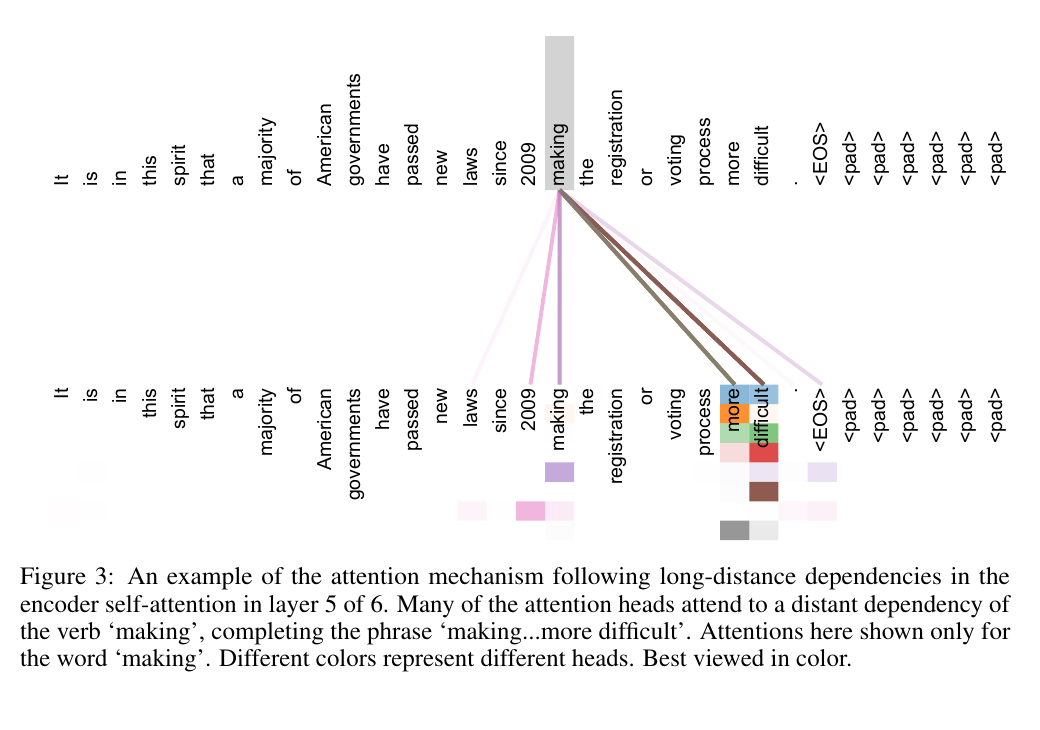 It is in this spirit that a majority of American governments have passed new laws since 2009 making the registration or voting process more difficult . <EOS> <pad> <pad> <pad> <pad> <pad> <pad>
It is in this spirit that a majority of American governments have passed new laws since 2009 making the registration or voting process more difficult . <EOS> <pad> <pad> <pad> <pad> <pad> <pad>
Figure 3: An example of the attention mechanism following long-distance dependencies in the
encoder self-attention in layer 5 of 6. Many of the attention heads attend to a distant dependency of
the verb ‘making’, completing the phrase ‘making...more difficult’. Attentions here shown only for
the word ‘making’. Different colors represent different heads. Best viewed in color.